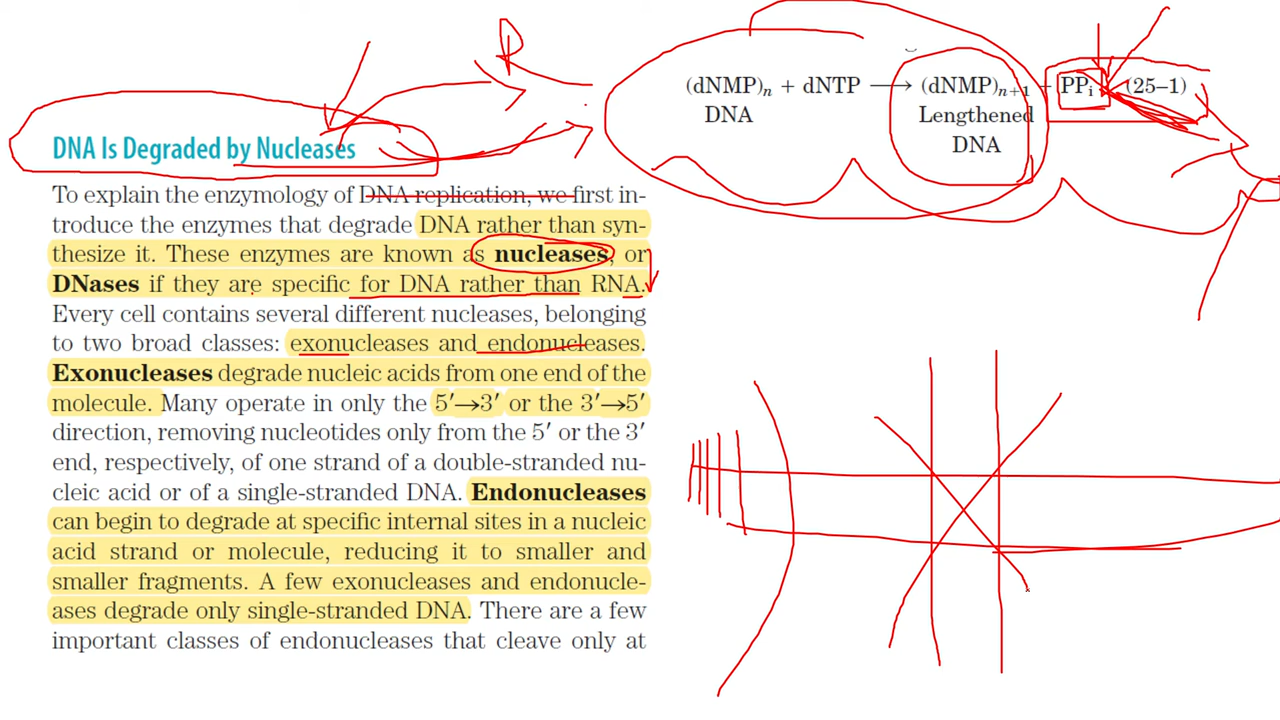 R
(dNMP)n + dNTP ⟶ (dNMP)n+1 + PPi (25–1)
DNA Lengthened
DNA
DNA Is Degraded by Nucleases
To explain the enzymology of DNA replication, we first in-
troduce the enzymes that degrade DNA rather than syn-
thesize it. These enzymes are known as nucleases, or
DNases if they are specific for DNA rather than RNA.
Every cell contains several different nucleases, belonging
to two broad classes: exonucleases and endonucleases.
Exonucleases degrade nucleic acids from one end of the
molecule. Many operate in only the 5′→3′ or the 3′→5′
direction, removing nucleotides only from the 5′ or the 3′
end, respectively, of one strand of a double-stranded nu-
cleic acid or of a single-stranded DNA. Endonucleases
can begin to degrade at specific internal sites in a nucleic
acid strand or molecule, reducing it to smaller and
smaller fragments. A few exonucleases and endonucle-
ases degrade only single-stranded DNA. There are a few
important classes of endonucleases that cleave only at